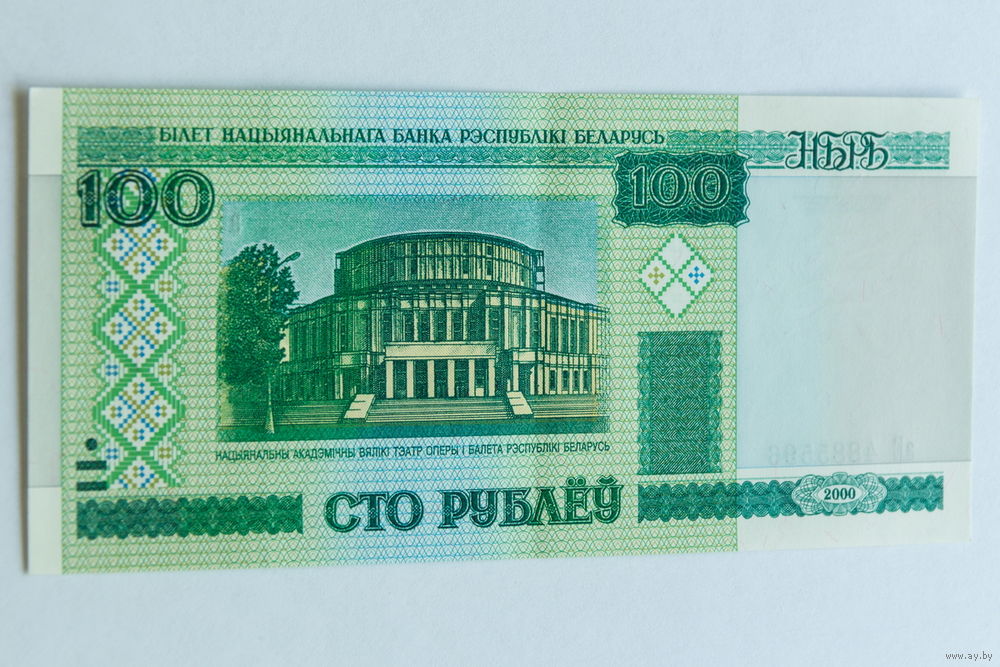 БІЛЕТ НАЦЫЯНАЛЬНАГА БАНКА РЭСПУБЛІКІ БЕЛАРУСЬ
НБРБ
100
100
НАЦЫЯНАЛЬНЫ АКАДЭМІЧНЫ ВЯЛІКІ ТЭАТР ОПЕРЫ І БАЛЕТА РЭСПУБЛІКІ БЕЛАРУСЬ
СТО РУБЛЁЎ
2000
www.ay.by